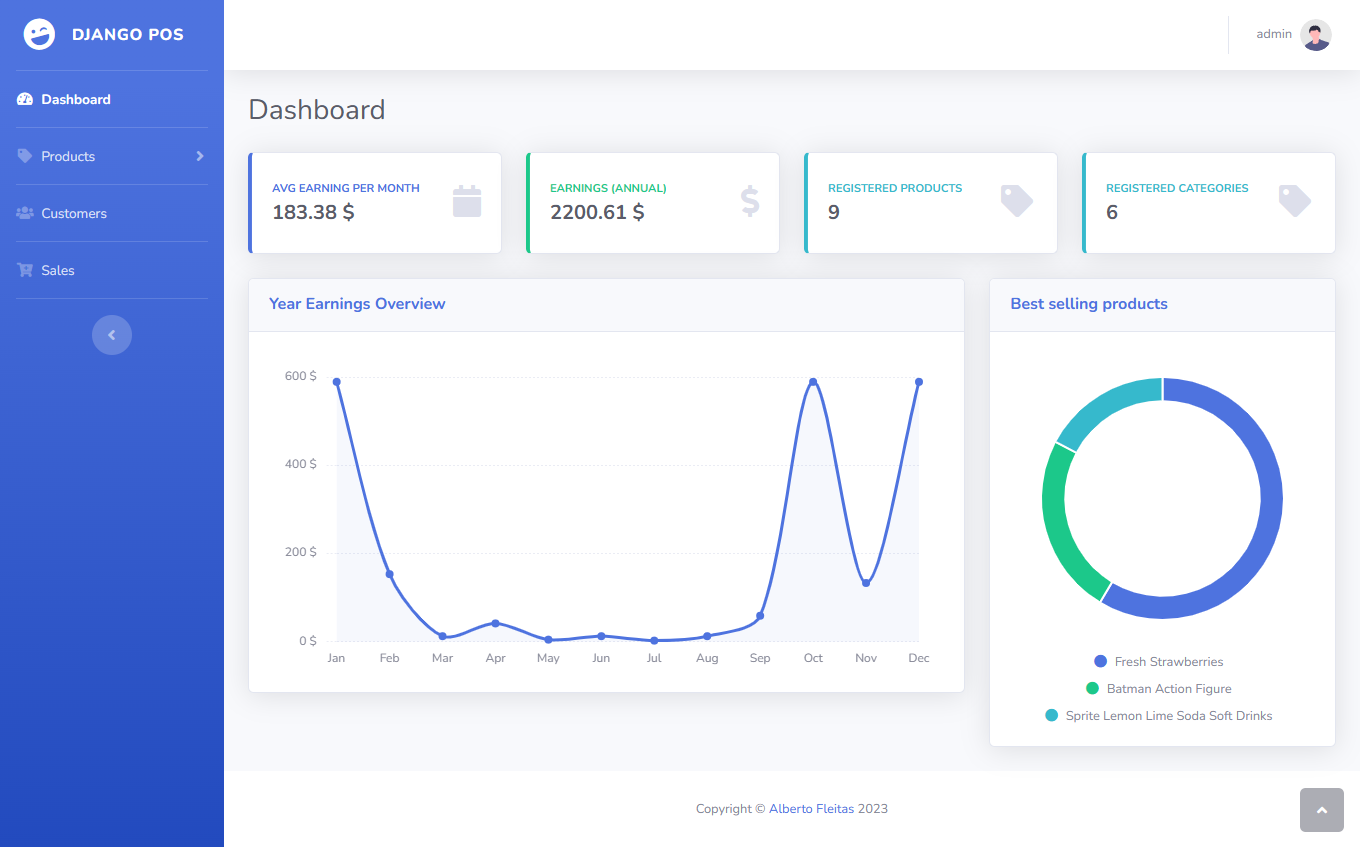 DJANGO POS
admin
Dashboard
Products
Customers
Sales
Dashboard
AVG EARNING PER MONTH
183.38 $
EARNINGS (ANNUAL)
2200.61 $
REGISTERED PRODUCTS
9
REGISTERED CATEGORIES
6
Year Earnings Overview
600 $
400 $
200 $
0 $
Jan Feb Mar Apr May Jun Jul Aug Sep Oct Nov Dec
Best selling products
Fresh Strawberries
Batman Action Figure
Sprite Lemon Lime Soda Soft Drinks
Copyright © Alberto Fleitas 2023